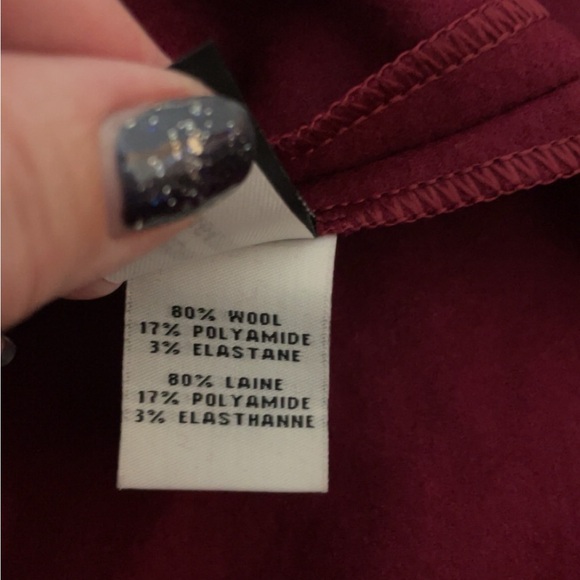 80% WOOL
17% POLYAMIDE
3% ELASTANE
80% LAINE
17% POLYAMIDE
3% ELASTHANNE